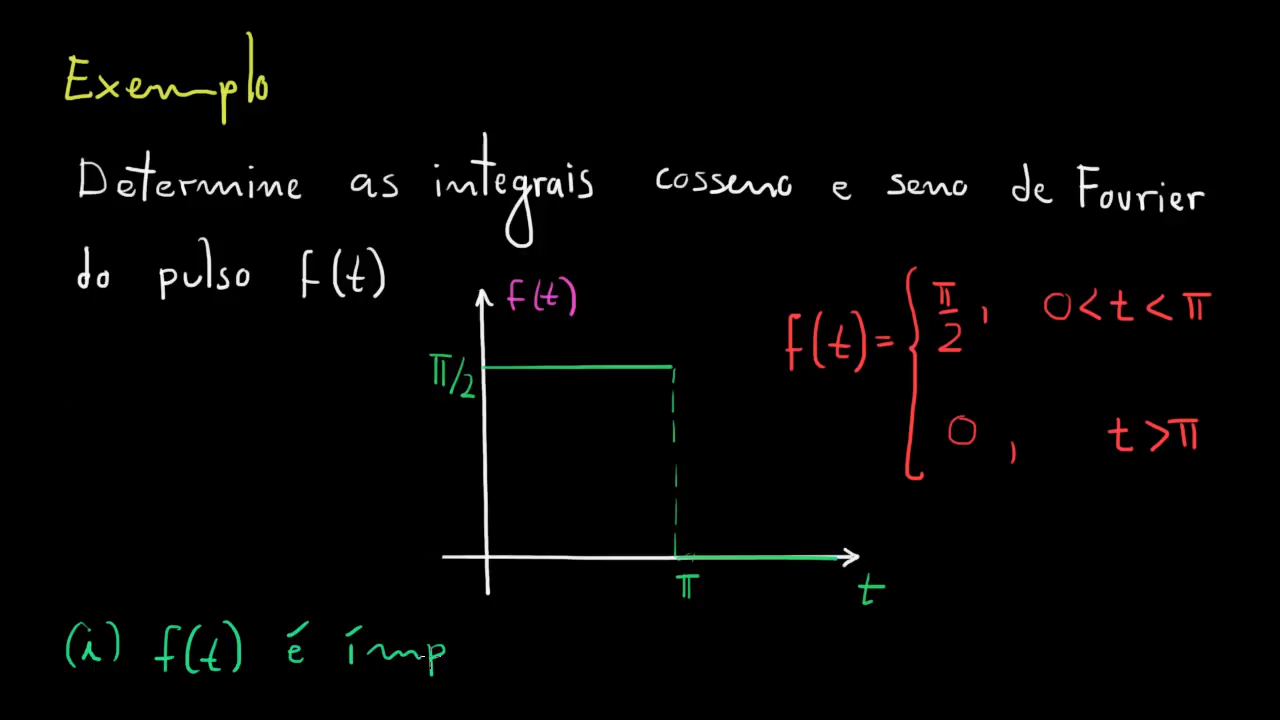 Exemplo
Determine as integrais cosseno e seno de Fourier
do pulso f(t)
f(t)
π/2
π
t
f(t) = { π/2, 0 < t < π
0, t > π
(i) f(t) é ímp